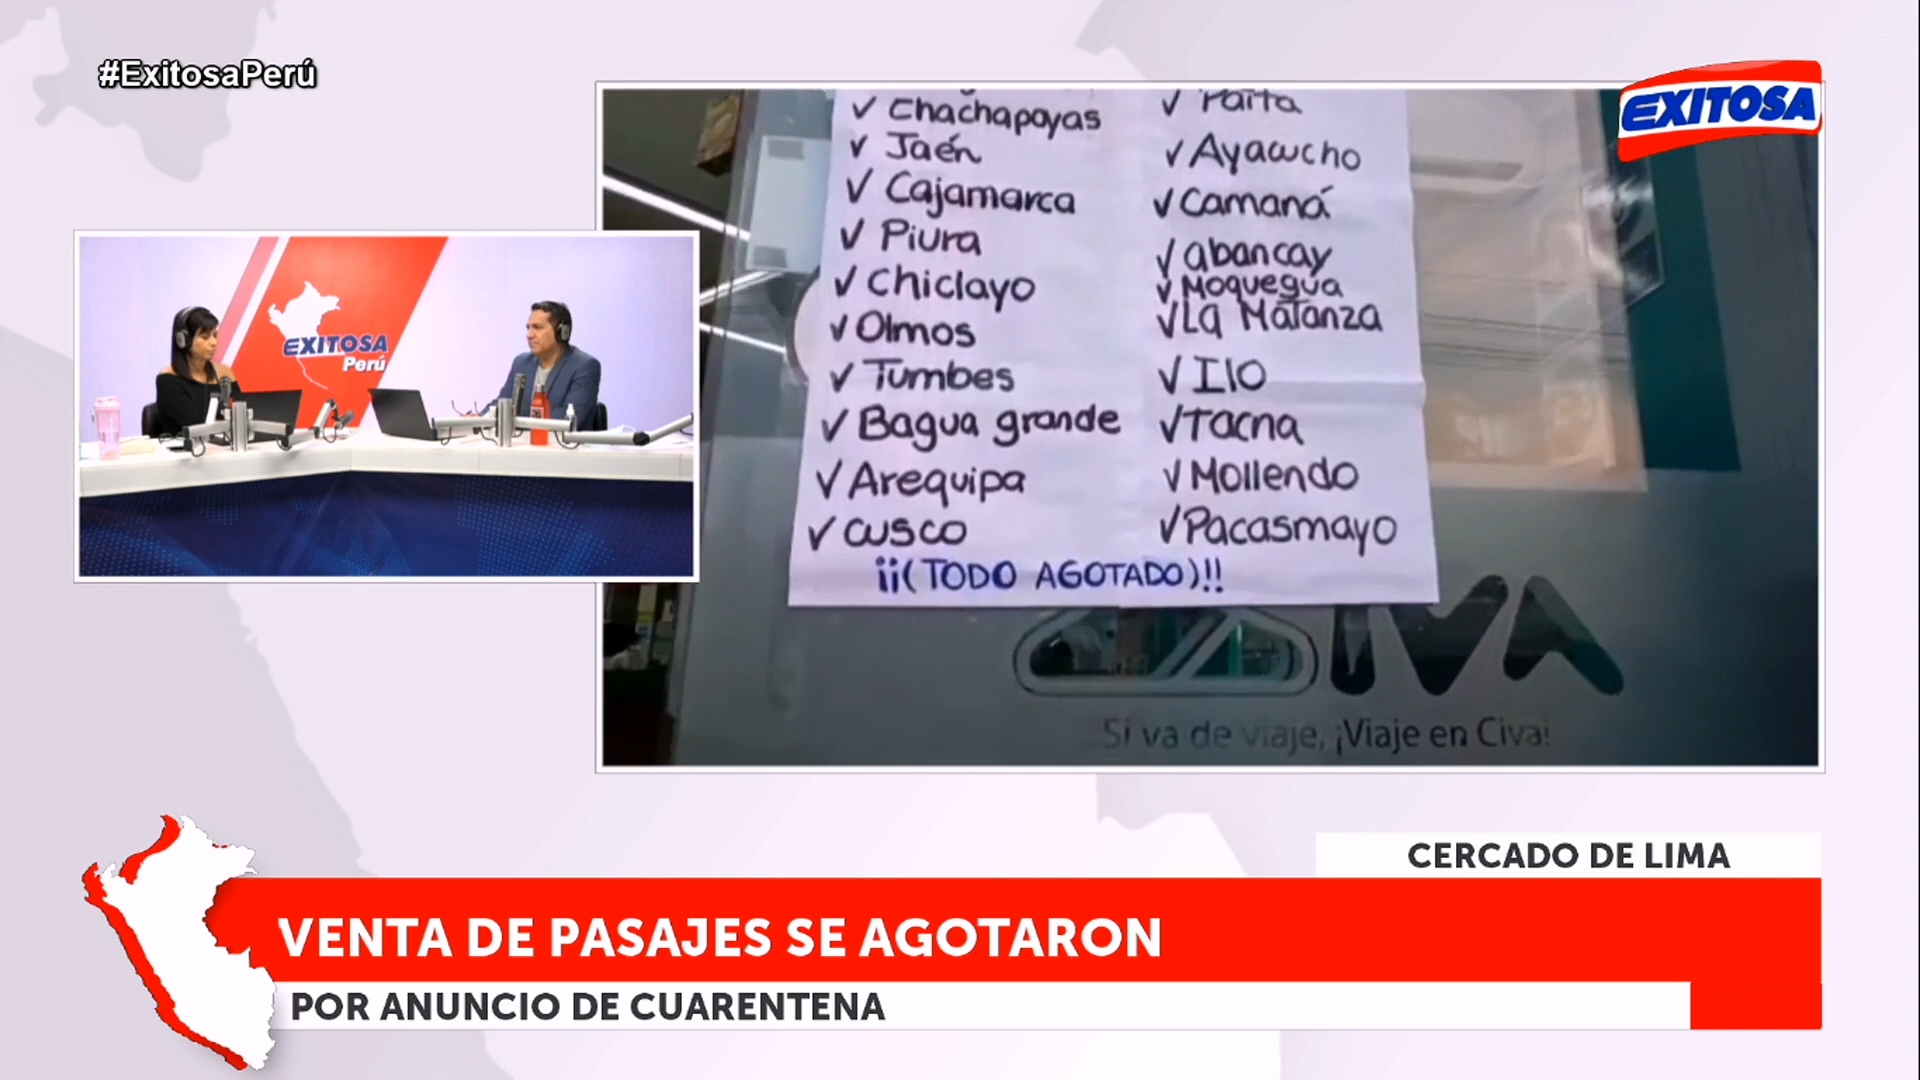 #ExitosaPerú
EXITOSA
✓ Chachapoyas
✓ Jaén
✓ Cajamarca
✓ Piura
✓ Chiclayo
✓ Olmos
✓ Tumbes
✓ Bagua grande
✓ Arequipa
✓ Cusco
✓ Paita
✓ Ayacucho
✓ Camaná
✓ Abancay
✓ Moquegua
✓ La Matanza
✓ Ilo
✓ Tacna
✓ Mollendo
✓ Pacasmayo
¡¡(TODO AGOTADO)!!
CIVA
Si va de viaje, ¡Viaje en Civa!
EXITOSA
Perú
CERCADO DE LIMA
VENTA DE PASAJES SE AGOTARON
POR ANUNCIO DE CUARENTENA